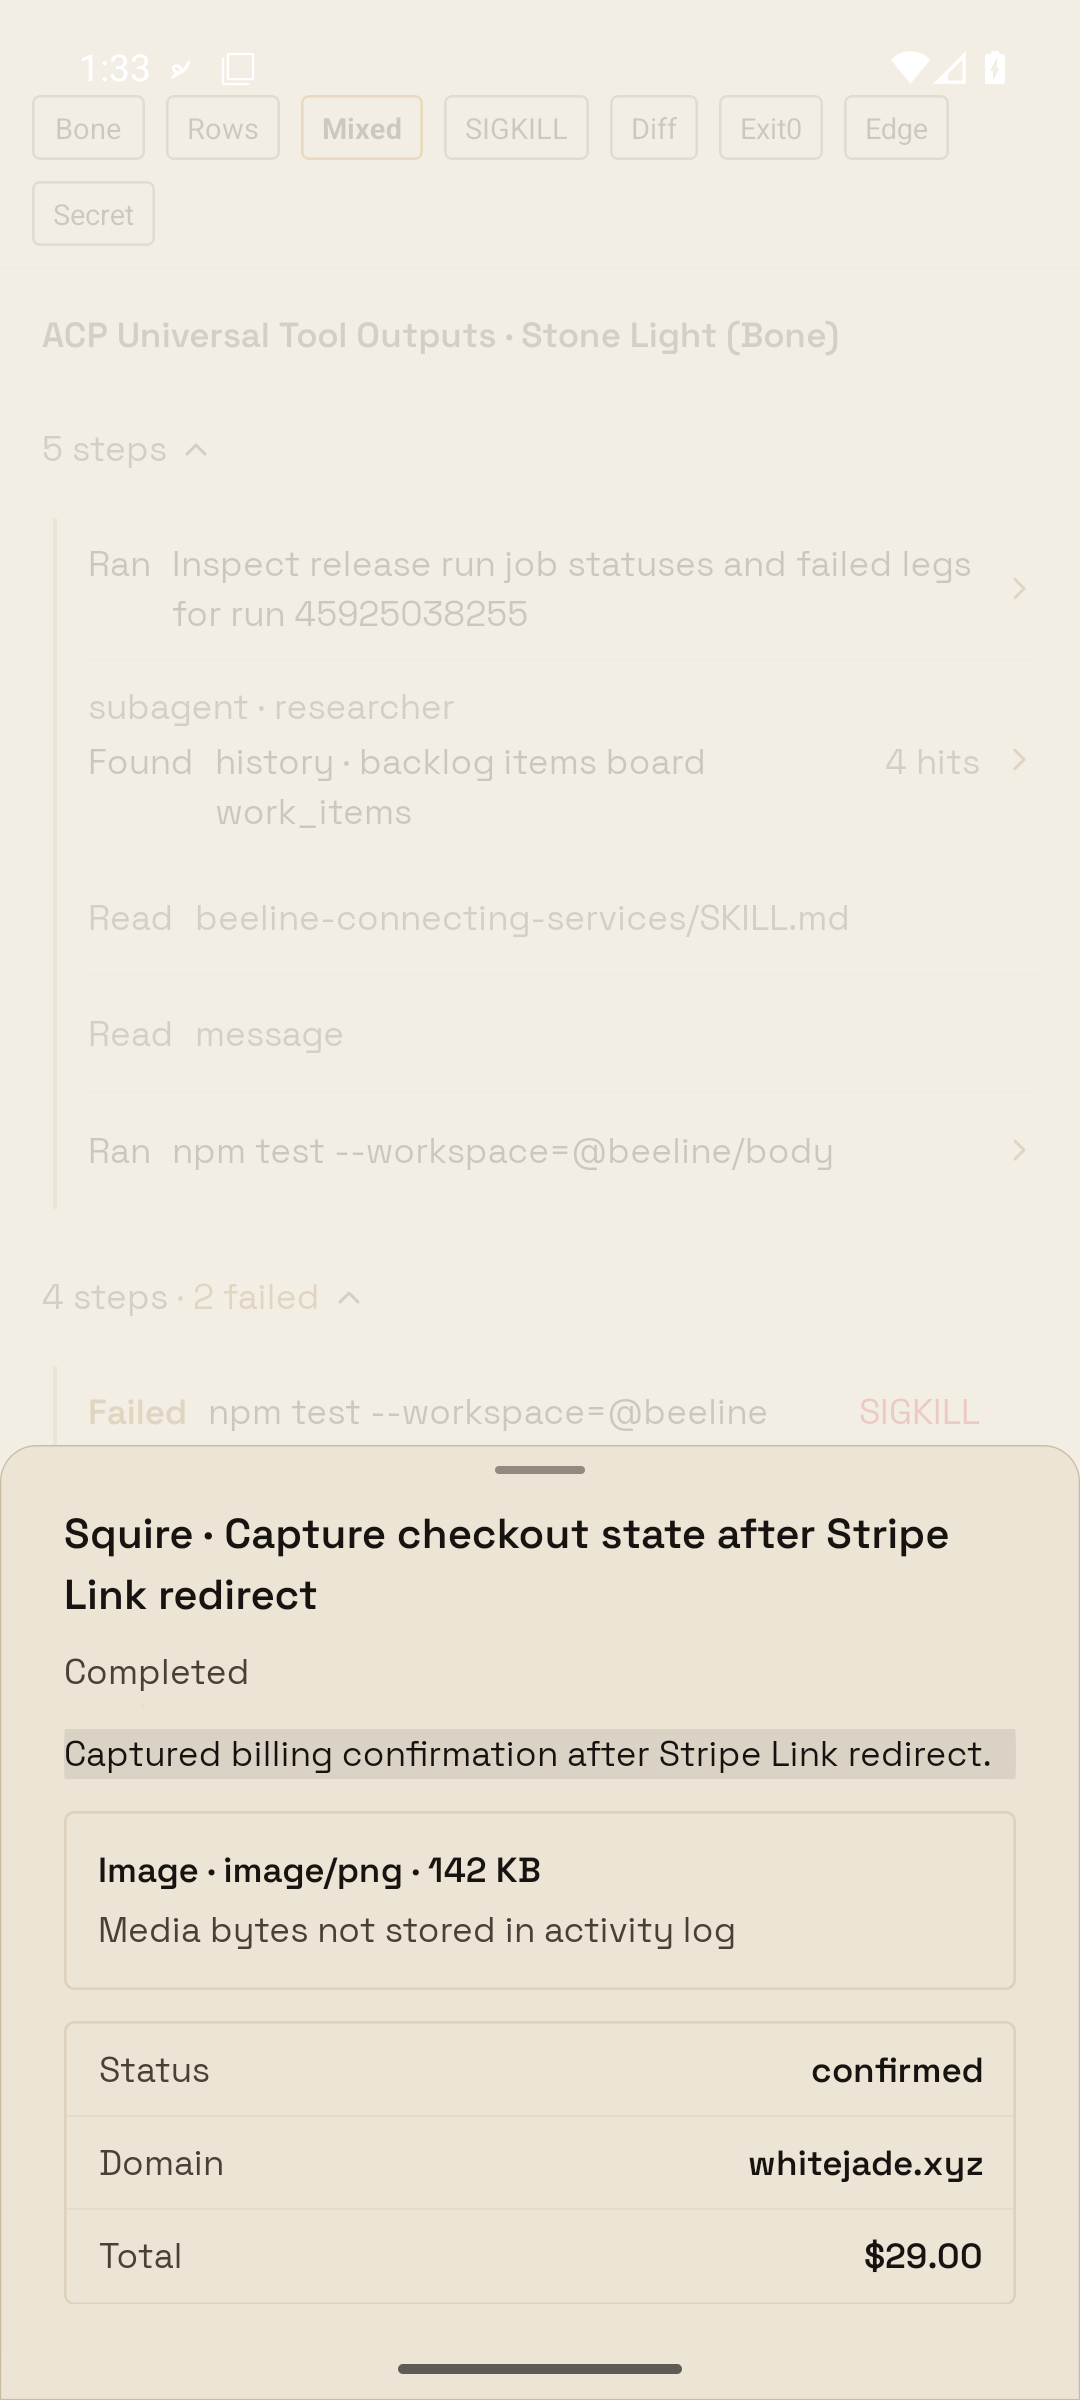 1:33
Bone Rows Mixed SIGKILL Diff Exit0 Edge
Secret
ACP Universal Tool Outputs · Stone Light (Bone)
5 steps
Ran Inspect release run job statuses and failed legs
for run 45925038255
subagent · researcher
Found history · backlog items board 4 hits
work_items
Read beeline-connecting-services/SKILL.md
Read message
Ran npm test --workspace=@beeline/body
4 steps · 2 failed
Failed npm test --workspace=@beeline SIGKILL
Squire · Capture checkout state after Stripe
Link redirect
Completed
Captured billing confirmation after Stripe Link redirect.
Image · image/png · 142 KB
Media bytes not stored in activity log
Status confirmed
Domain whitejade.xyz
Total $29.00